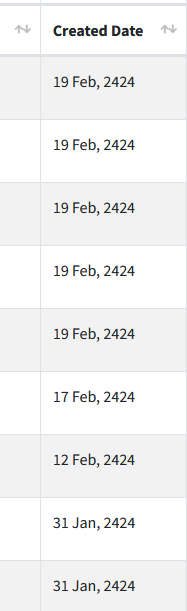 Created Date
19 Feb, 2424
19 Feb, 2424
19 Feb, 2424
19 Feb, 2424
19 Feb, 2424
17 Feb, 2424
12 Feb, 2424
31 Jan, 2424
31 Jan, 2424